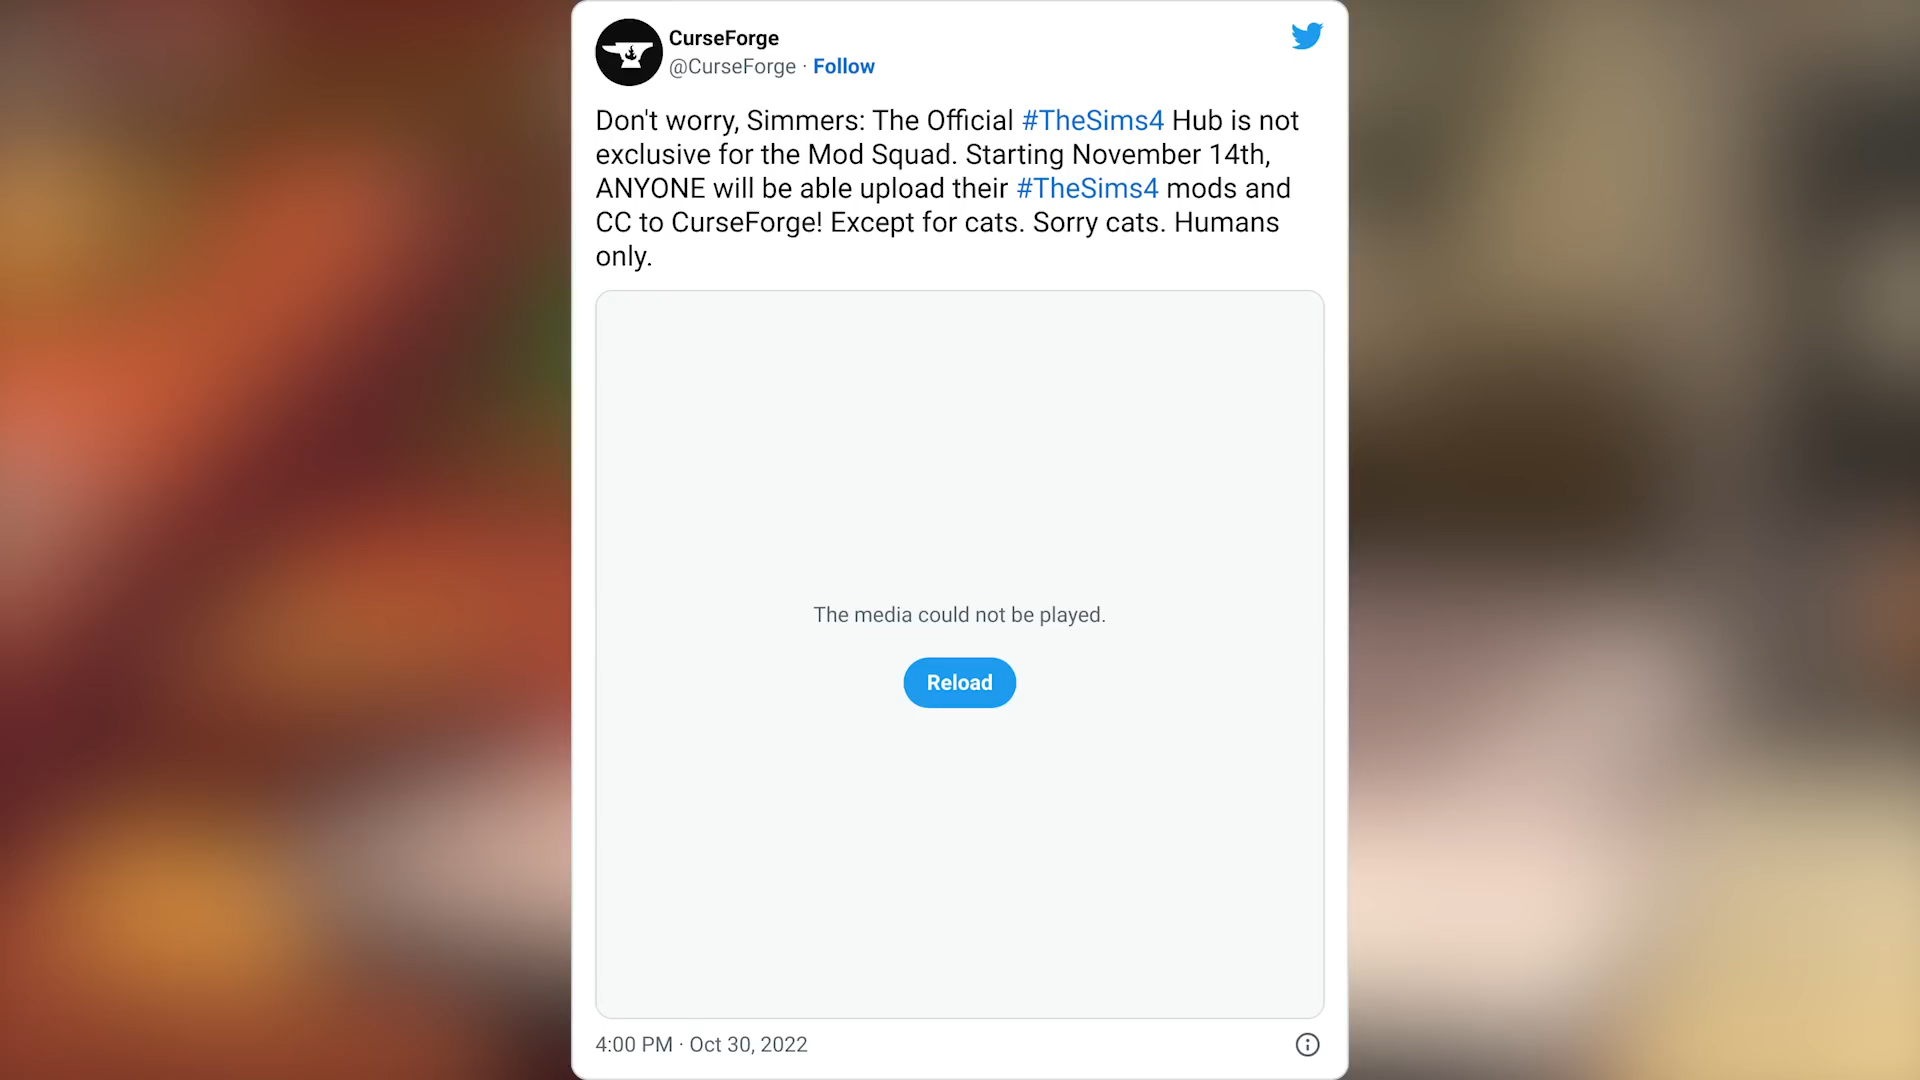 CurseForge
@CurseForge · Follow
Don't worry, Simmers: The Official #TheSims4 Hub is not
exclusive for the Mod Squad. Starting November 14th,
ANYONE will be able upload their #TheSims4 mods and
CC to CurseForge! Except for cats. Sorry cats. Humans
only.
The media could not be played.
Reload
4:00 PM · Oct 30, 2022